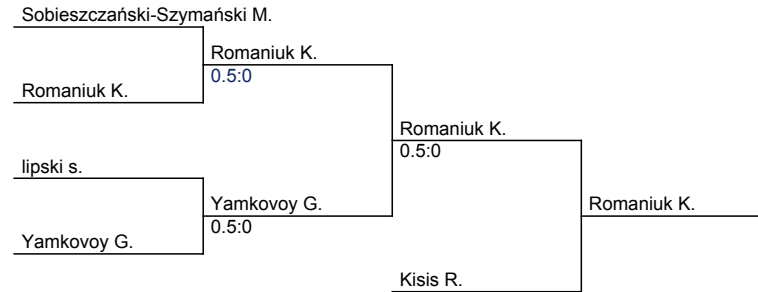 Sobieszczański-Szymański M.
Romaniuk K.
0.5:0
Romaniuk K.
Romaniuk K.
0.5:0
lipski s.
Yamkovoy G.
0.5:0
Romaniuk K.
Yamkovoy G.
Kisis R.